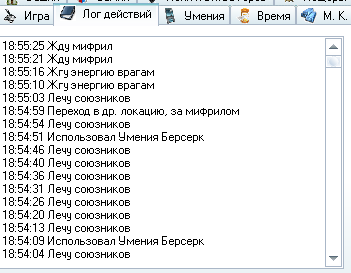 Игра Лог действий Умения Время М. К.
18:55:25 Жду мифрил
18:55:21 Жду мифрил
18:55:16 Жгу энергию врагам
18:55:10 Жгу энергию врагам
18:55:03 Лечу союзников
18:54:59 Переход в др. локацию, за мифрилом
18:54:54 Лечу союзников
18:54:51 Использовал Умения Берсерк
18:54:46 Лечу союзников
18:54:40 Лечу союзников
18:54:36 Лечу союзников
18:54:31 Лечу союзников
18:54:26 Лечу союзников
18:54:20 Лечу союзников
18:54:13 Лечу союзников
18:54:09 Использовал Умения Берсерк
18:54:04 Лечу союзников